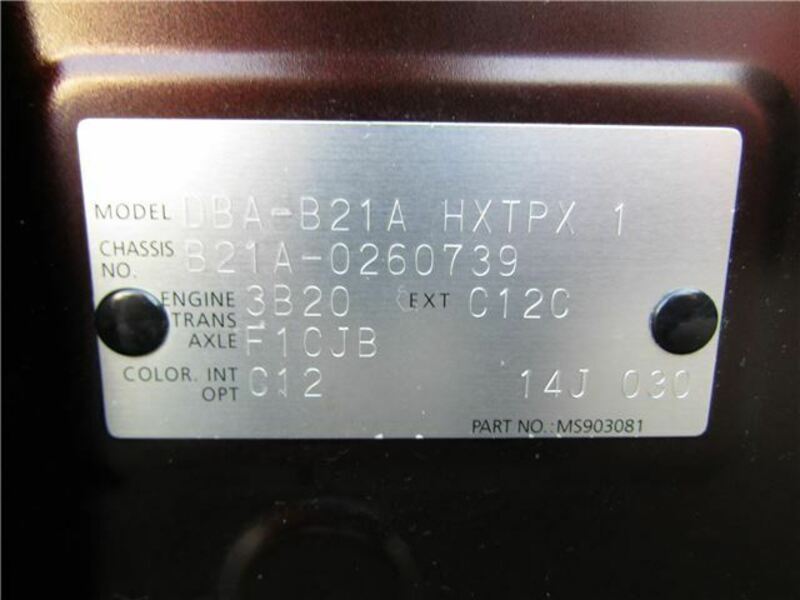 MODEL DBA-B21A HXTPX 1
CHASSIS NO. B21A-0260739
ENGINE 3B20 EXT C12C
TRANS AXLE F1CJB
COLOR. INT C12
OPT 14J 030
PART NO.:MS903081